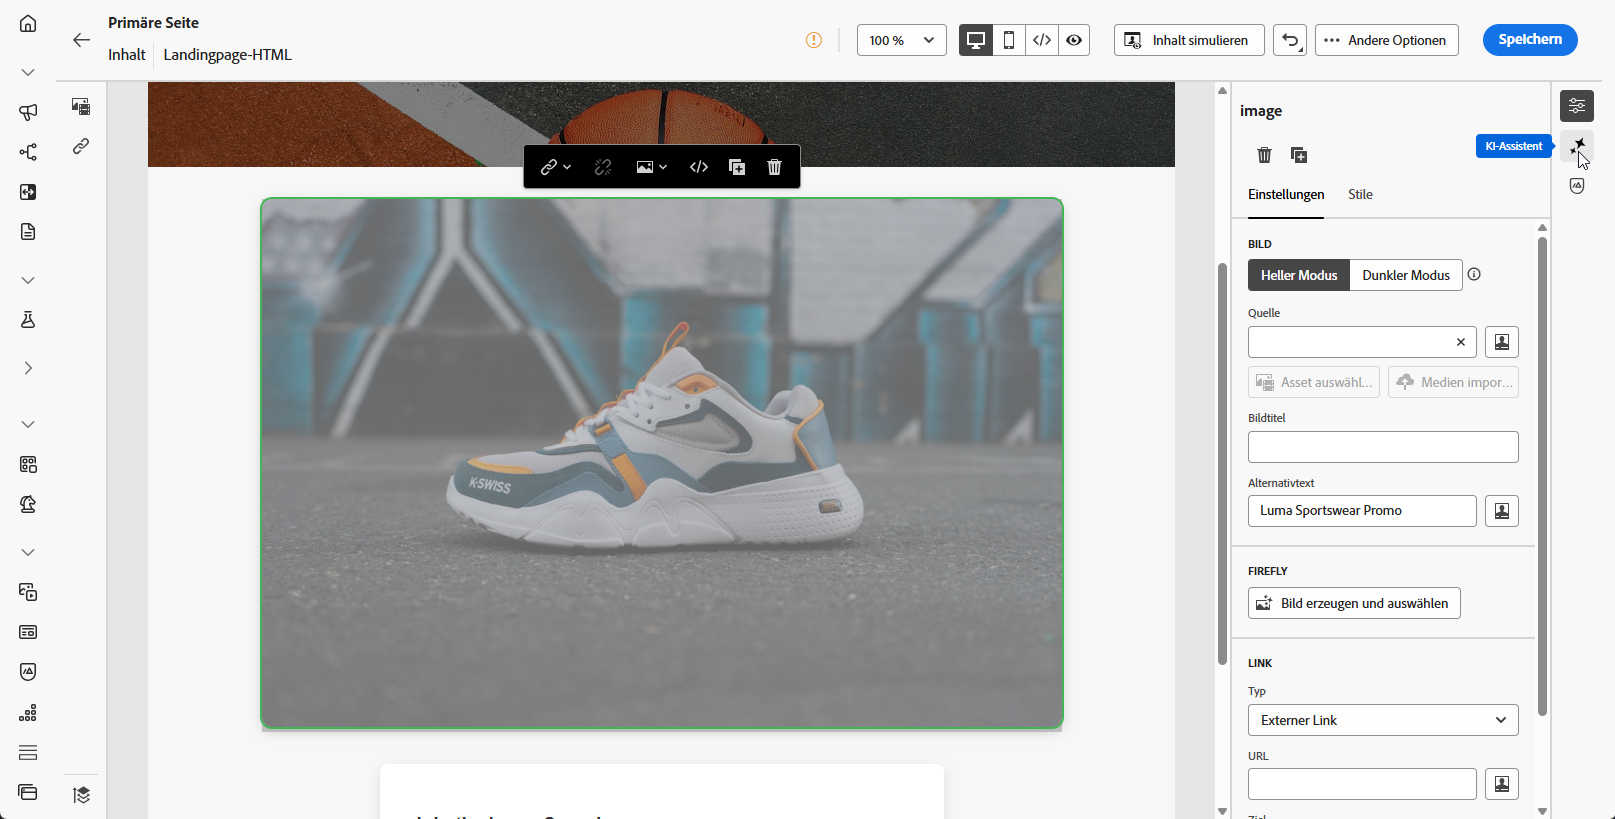 Primäre Seite
Inhalt
Landingpage-HTML
100 %
Inhalt simulieren
Andere Optionen
Speichern
image
KI-Assistent
Einstellungen
Stile
BILD
Heller Modus
Dunkler Modus
Quelle
Asset auswähl...
Medien impor...
Bildtitel
Alternativtext
Luma Sportswear Promo
FIREFLY
Bild erzeugen und auswählen
LINK
Typ
Externer Link
URL
K·SWISS